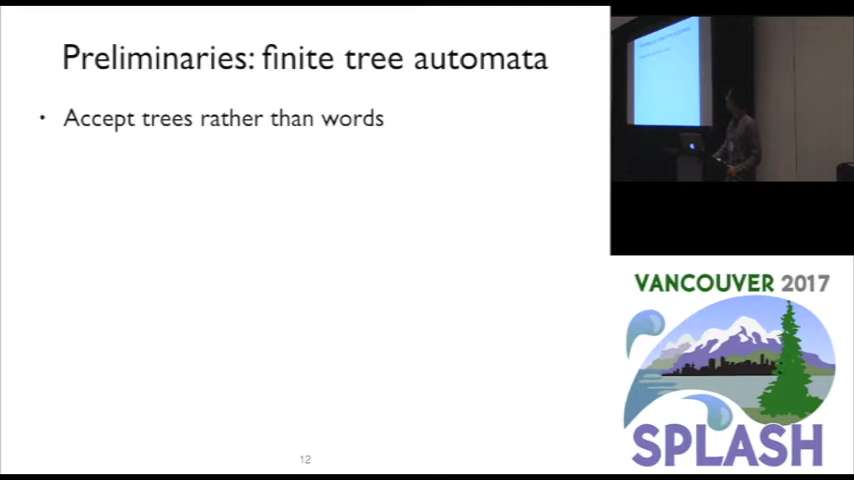 Preliminaries: finite tree automata
• Accept trees rather than words
12
VANCOUVER 2017
SPLASH